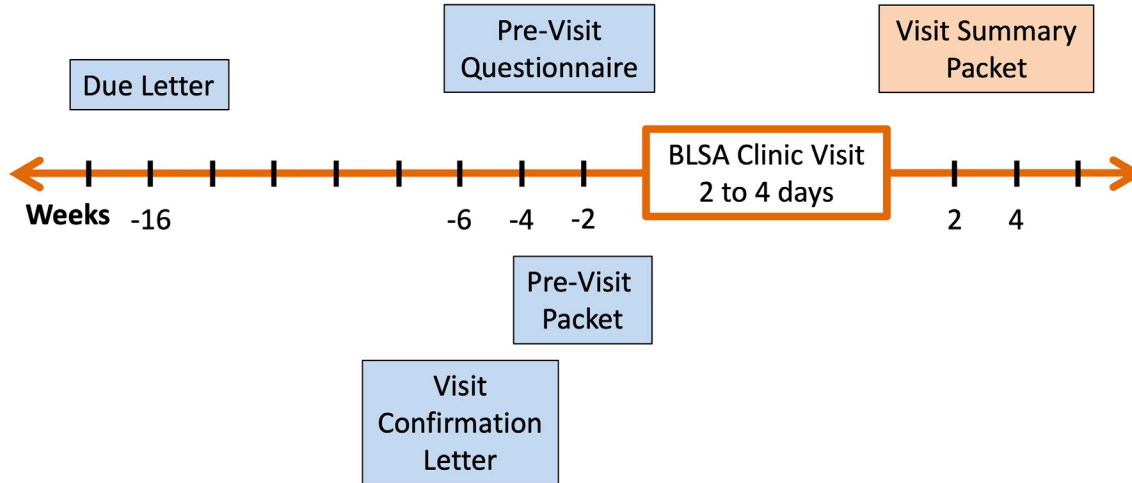 Pre-Visit
Questionnaire
Visit Summary
Packet
Due Letter
BLSA Clinic Visit
2 to 4 days
Weeks -16 -6 -4 -2 2 4
Pre-Visit
Packet
Visit
Confirmation
Letter